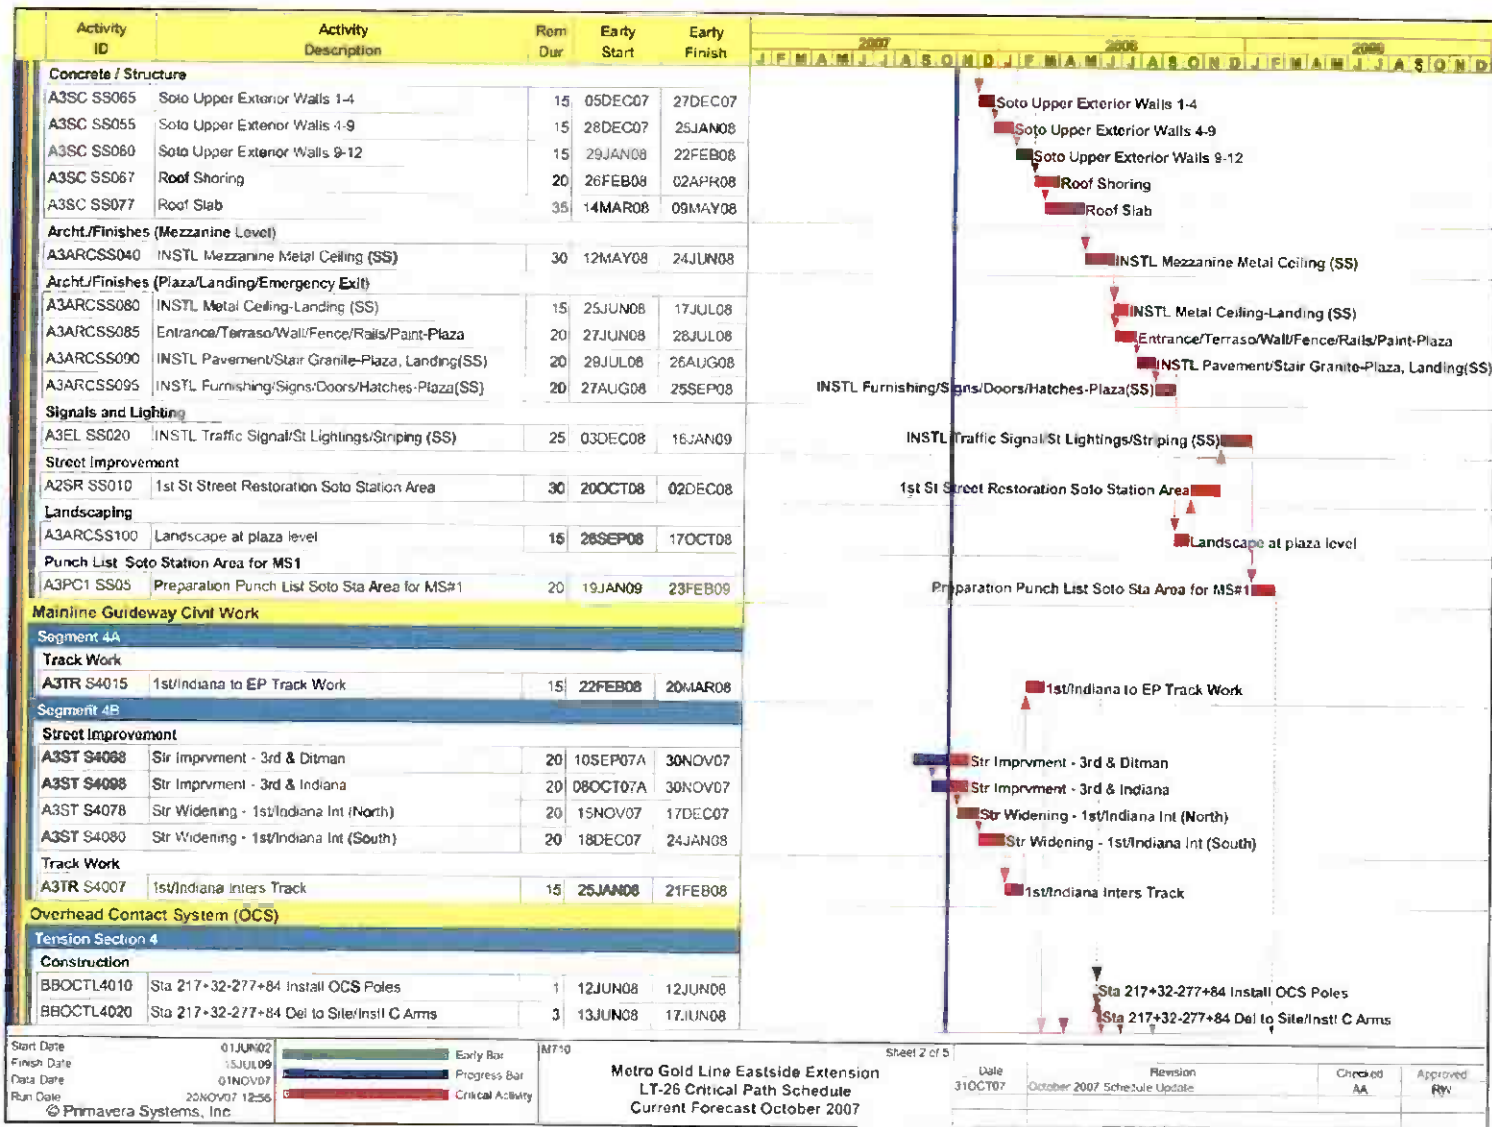 Activity ID Activity Description Rem Dur Early Start Early Finish 2007 2008 2009
J F M A M J J A S O N D J F M A M J J A S O N D J F M A M J J A S O N D
Concrete / Structure
A3SC SS065 Soto Upper Exterior Walls 1-4 15 05DEC07 27DEC07 Soto Upper Exterior Walls 1-4
A3SC SS055 Soto Upper Exterior Walls 4-9 15 28DEC07 25JAN08 Soto Upper Exterior Walls 4-9
A3SC SS060 Soto Upper Exterior Walls 9-12 15 29JAN08 22FEB08 Soto Upper Exterior Walls 9-12
A3SC SS067 Roof Shoring 20 26FEB08 02APR08 Roof Shoring
A3SC SS077 Roof Slab 35 14MAR08 09MAY08 Roof Slab
Archt./Finishes (Mezzanine Level)
A3ARCSS040 INSTL Mezzanine Metal Ceiling (SS) 30 12MAY08 24JUN08 INSTL Mezzanine Metal Ceiling (SS)
Archt./Finishes (Plaza/Landing/Emergency Exit)
A3ARCSS080 INSTL Metal Ceiling-Landing (SS) 15 25JUN08 17JUL08 INSTL Metal Ceiling-Landing (SS)
A3ARCSS085 Entrance/Terraso/Wall/Fence/Rails/Paint-Plaza 20 27JUN08 28JUL08 Entrance/Terraso/Wall/Fence/Rails/Paint-Plaza
A3ARCSS090 INSTL Pavement/Stair Granite-Plaza, Landing(SS) 20 29JUL08 26AUG08 INSTL Pavement/Stair Granite-Plaza, Landing(SS)
A3ARCSS095 INSTL Furnishing/Signs/Doors/Hatches-Plaza(SS) 20 27AUG08 25SEP08 INSTL Furnishing/Signs/Doors/Hatches-Plaza(SS)
Signals and Lighting
A3EL SS020 INSTL Traffic Signal/St Lightings/Striping (SS) 25 03DEC08 16JAN09 INSTL Traffic Signal/St Lightings/Striping (SS)
Street Improvement
A2SR SS010 1st St Street Restoration Soto Station Area 30 20OCT08 02DEC08 1st St Street Restoration Soto Station Area
Landscaping
A3ARCSS100 Landscape at plaza level 15 26SEP08 17OCT08 Landscape at plaza level
Punch List Soto Station Area for MS1
A3PC1 SS05 Preparation Punch List Soto Sta Area for MS#1 20 19JAN09 23FEB09 Preparation Punch List Soto Sta Area for MS#1
Mainline Guideway Civil Work
Segment 4A
Track Work
A3TR S4015 1st/Indiana to EP Track Work 15 22FEB08 20MAR08 1st/Indiana to EP Track Work
Segment 4B
Street Improvement
A3ST S4068 Str Imprvment - 3rd & Ditman 20 10SEP07A 30NOV07 Str Imprvment - 3rd & Ditman
A3ST S4098 Str Imprvment - 3rd & Indiana 20 08OCT07A 30NOV07 Str Imprvment - 3rd & Indiana
A3ST S4078 Str Widening - 1st/Indiana Int (North) 20 15NOV07 17DEC07 Str Widening - 1st/Indiana Int (North)
A3ST S4080 Str Widening - 1st/Indiana Int (South) 20 18DEC07 24JAN08 Str Widening - 1st/Indiana Int (South)
Track Work
A3TR S4007 1st/Indiana Inters Track 15 25JAN08 21FEB08 1st/Indiana Inters Track
Overhead Contact System (OCS)
Tension Section 4
Construction
BBOCTL4010 Sta 217+32-277+84 Install OCS Poles 1 12JUN08 12JUN08 Sta 217+32-277+84 Install OCS Poles
BBOCTL4020 Sta 217+32-277+84 Del to Site/Instl C Arms 3 13JUN08 17JUN08 Sta 217+32-277+84 Del to Site/Instl C Arms
Start Date 01JUN02
Finish Date 15JUL09
Data Date 01NOV07
Run Date 20NOV07 12:56
© Primavera Systems, Inc
Early Bar
Progress Bar
Critical Activity
M710 Sheet 2 of 5
Metro Gold Line Eastside Extension
LT-26 Critical Path Schedule
Current Forecast October 2007
Date Revision Checked Approved
31OCT07 October 2007 Schedule Update AA RW